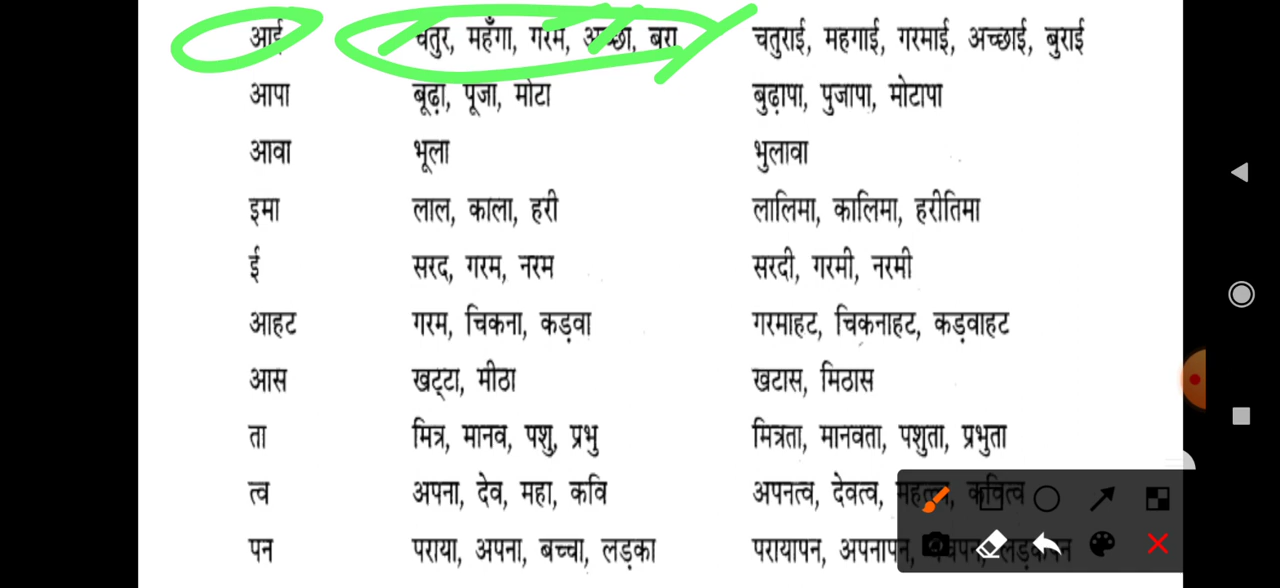 आई चतुर, महँगा, गरम, अच्छा, बरा चतुराई, महगाई, गरमाई, अच्छाई, बुराई
आपा बूढ़ा, पूजा, मोटा बुढ़ापा, पुजापा, मोटापा
आवा भूला भुलावा
इमा लाल, काला, हरी लालिमा, कालिमा, हरीतिमा
ई सरद, गरम, नरम सरदी, गरमी, नरमी
आहट गरम, चिकना, कड़वा गरमाहट, चिकनाहट, कड़वाहट
आस खट्टा, मीठा खटास, मिठास
ता मित्र, मानव, पशु, प्रभु मित्रता, मानवता, पशुता, प्रभुता
त्व अपना, देव, महा, कवि अपनत्व, देवत्व, महत्त्व, कवित्व
पन पराया, अपना, बच्चा, लड़का परायापन, अपनापन,